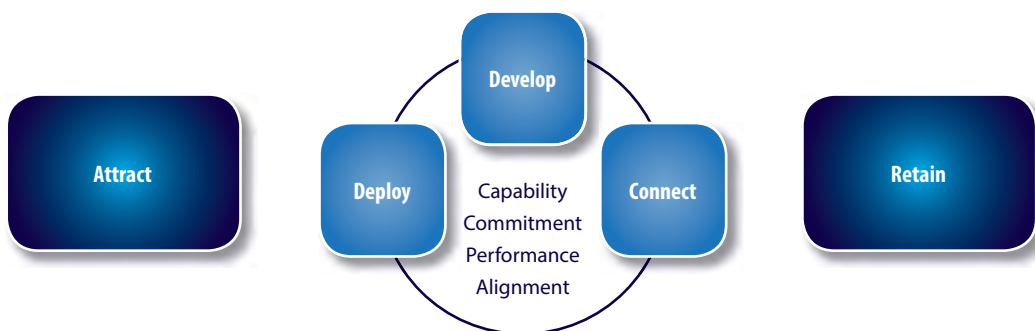 Develop
Attract
Deploy
Connect
Retain
Capability
Commitment
Performance
Alignment